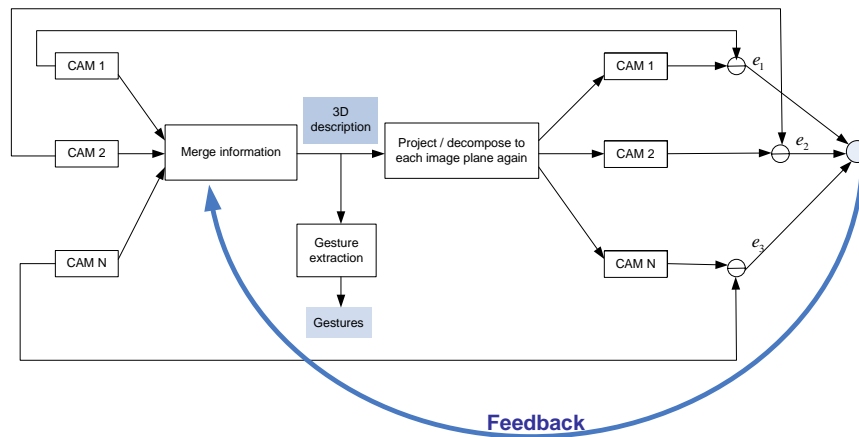 CAM 1
CAM 2
CAM N
Merge information
3D
description
Gesture
extraction
Gestures
Project / decompose to
each image plane again
CAM 1
CAM 2
CAM N
e1
e2
e3
Feedback